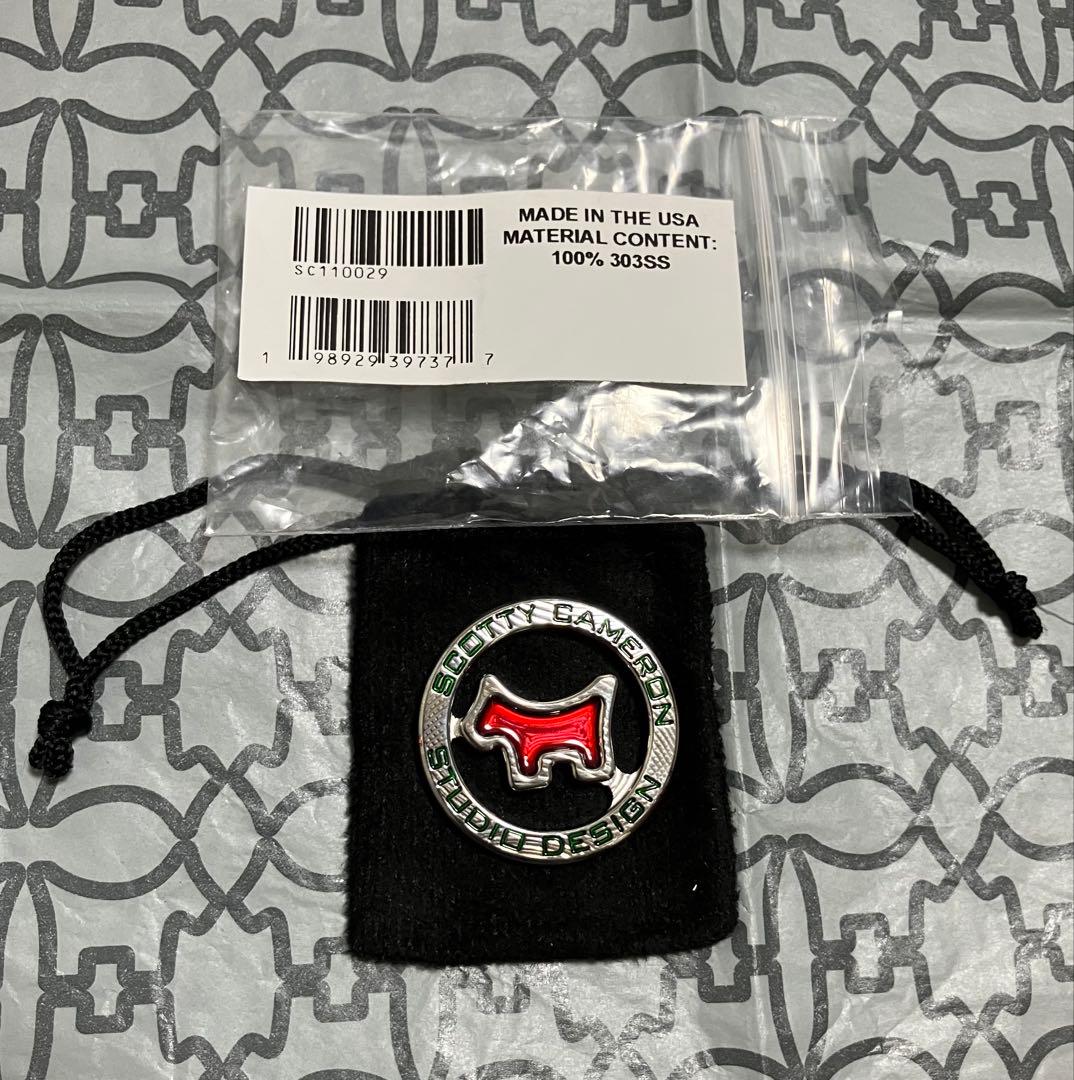 SC110029
1 98929 39737 7
MADE IN THE USA
MATERIAL CONTENT:
100% 303SS
SCOTTY CAMERON
STUDIO DESIGN